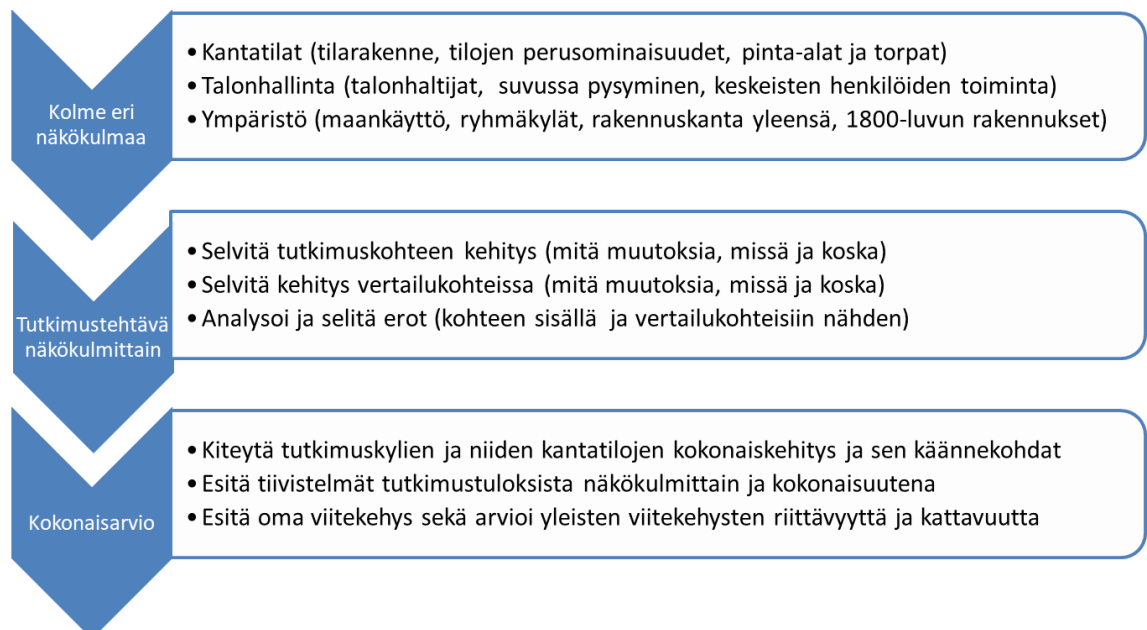 Kolme eri
näkökulmaa
• Kantatilat (tilarakenne, tilojen perusominaisuudet, pinta-alat ja torpat)
• Talonhallinta (talonhaltijat, suvussa pysyminen, keskeisten henkilöiden toiminta)
• Ympäristö (maankäyttö, ryhmäkylät, rakennuskanta yleensä, 1800-luvun rakennukset)
Tutkimustehtävä
näkökulmittain
• Selvitä tutkimuskohteen kehitys (mitä muutoksia, missä ja koska)
• Selvitä kehitys vertailukohteissa (mitä muutoksia, missä ja koska)
• Analysoi ja selitä erot (kohteen sisällä ja vertailukohteisiin nähden)
Kokonaisarvio
• Kiteytä tutkimuskylien ja niiden kantatilojen kokonaiskehitys ja sen käännekohdat
• Esitä tiivistelmät tutkimustuloksista näkökulmittain ja kokonaisuutena
• Esitä oma viitekehys sekä arvioi yleisten viitekehysten riittävyyttä ja kattavuutta